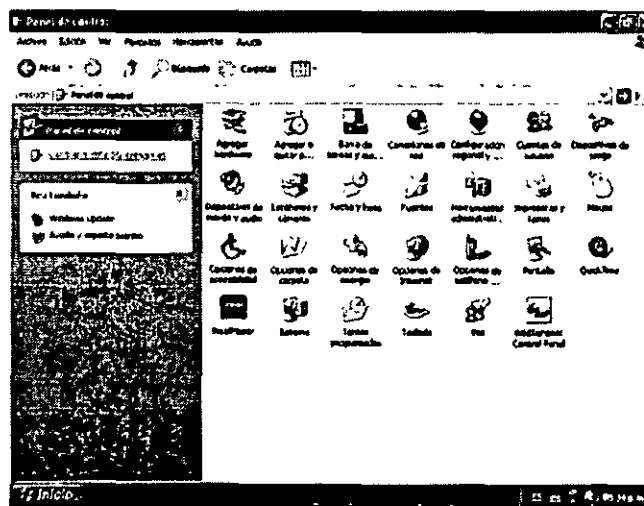 Panel de control
Archivo Edición Ver Favoritos Herramientas Ayuda
Atrás Búsqueda Carpetas
Panel de control
Panel de control
Windows Update
Ayuda y soporte técnico
Agregar hardware
Agregar o quitar p...
Barra de tareas y ...
Conexiones de red
Configuración regional y ...
Cuentas de usuario
Dispositivos de juego
Dispositivos de sonido y audio
Escáneres y cámaras
Fecha y hora
Fuentes
Herramientas administrati...
Impresoras y faxes
Mouse
Opciones de accesibilidad
Opciones de carpeta
Opciones de energía
Opciones de Internet
Opciones de teléfono ...
Pantalla
QuickTime
RealPlayer
Sistema
Tareas programadas
Teclado
Voz
Control Panel
Inicio